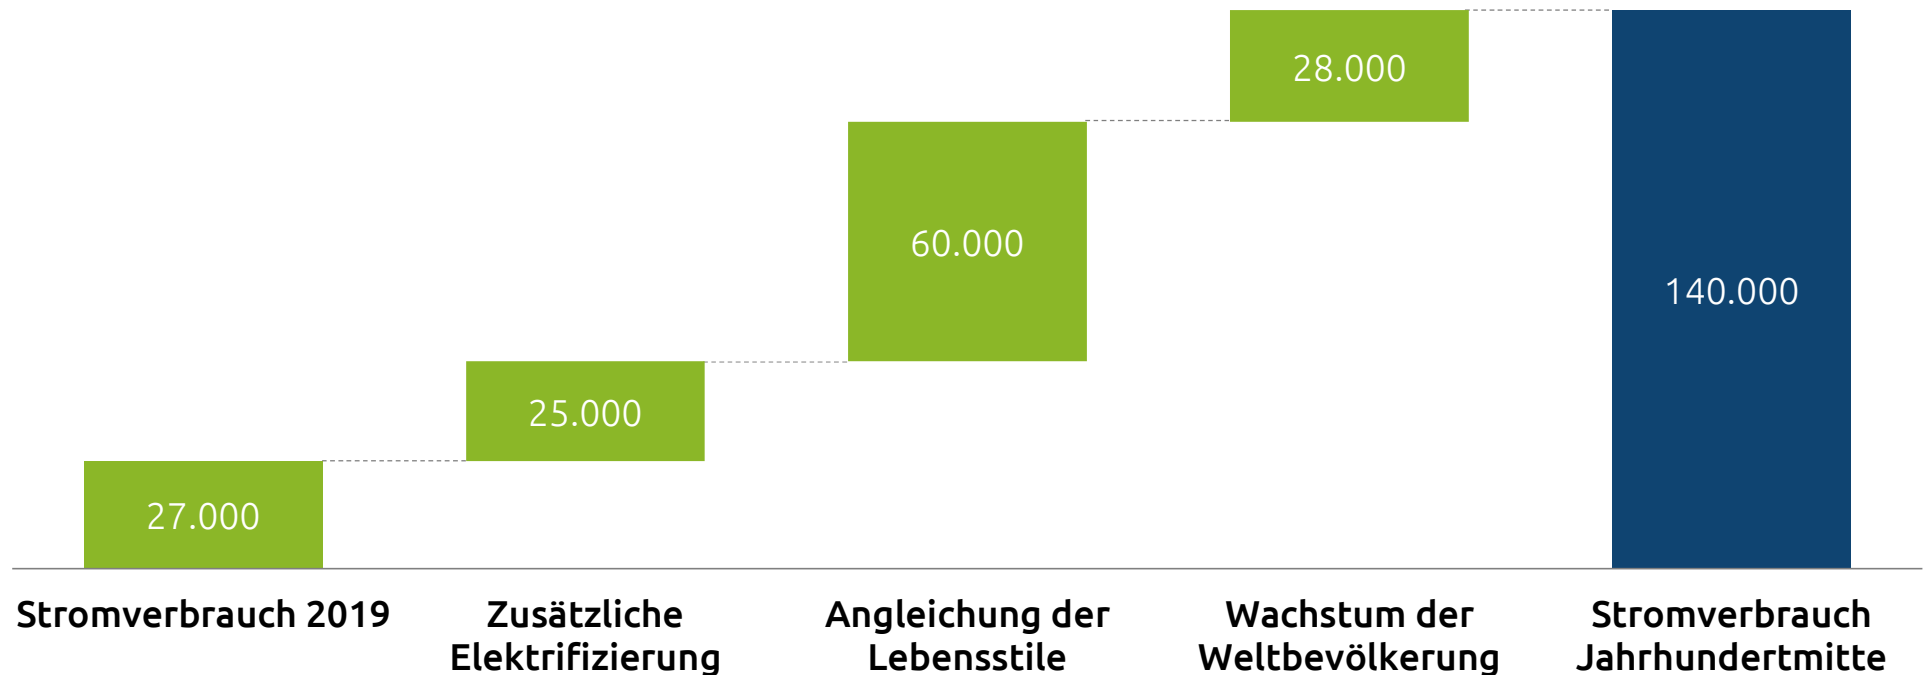 28.000
60.000
140.000
25.000
27.000
Stromverbrauch 2019
Zusätzliche
Elektrifizierung
Angleichung der
Lebensstile
Wachstum der
Weltbevölkerung
Stromverbrauch
Jahrhundertmitte